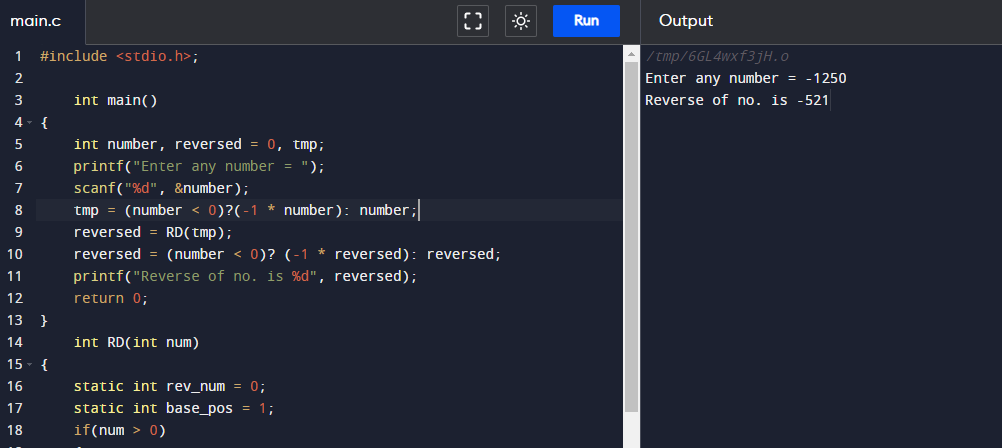 main.c
Run
Output
1 #include <stdio.h>;
2
3 int main()
4 {
5 int number, reversed = 0, tmp;
6 printf("Enter any number = ");
7 scanf("%d", &number);
8 tmp = (number < 0)?(-1 * number): number;
9 reversed = RD(tmp);
10 reversed = (number < 0)? (-1 * reversed): reversed;
11 printf("Reverse of no. is %d", reversed);
12 return 0;
13 }
14 int RD(int num)
15 {
16 static int rev_num = 0;
17 static int base_pos = 1;
18 if(num > 0)
/tmp/6GL4wxf3jH.o
Enter any number = -1250
Reverse of no. is -521